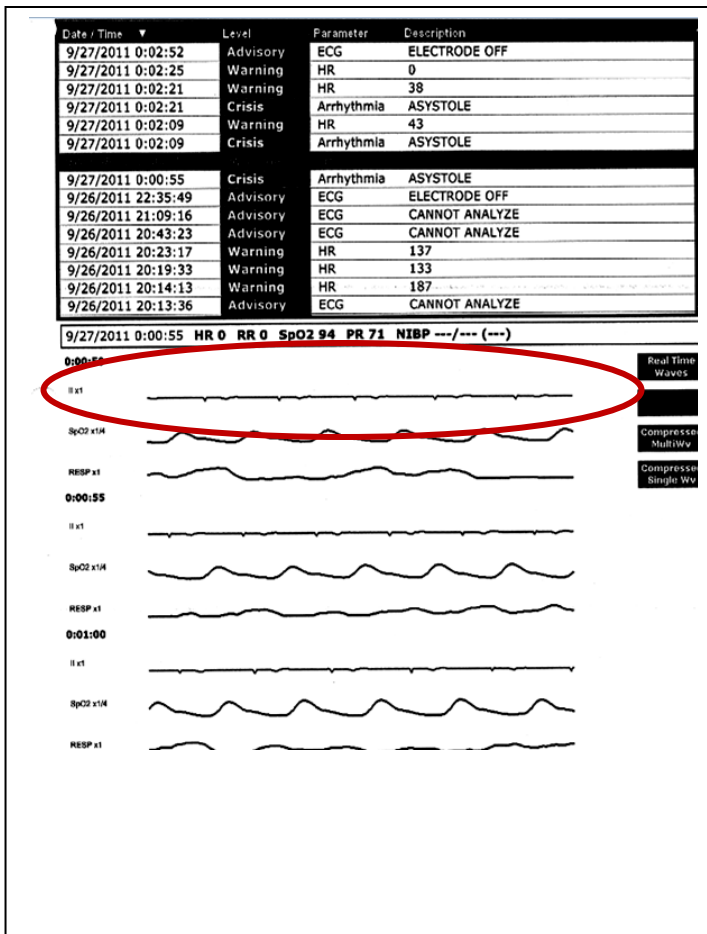 Date / Time ▼ Level Parameter Description
9/27/2011 0:02:52 Advisory ECG ELECTRODE OFF
9/27/2011 0:02:25 Warning HR 0
9/27/2011 0:02:21 Warning HR 38
9/27/2011 0:02:21 Crisis Arrhythmia ASYSTOLE
9/27/2011 0:02:09 Warning HR 43
9/27/2011 0:02:09 Crisis Arrhythmia ASYSTOLE
9/27/2011 0:00:55 Crisis Arrhythmia ASYSTOLE
9/26/2011 22:35:49 Advisory ECG ELECTRODE OFF
9/26/2011 21:09:16 Advisory ECG CANNOT ANALYZE
9/26/2011 20:43:23 Advisory ECG CANNOT ANALYZE
9/26/2011 20:23:17 Warning HR 137
9/26/2011 20:19:33 Warning HR 133
9/26/2011 20:14:13 Warning HR 187
9/26/2011 20:13:36 Advisory ECG CANNOT ANALYZE
9/27/2011 0:00:55 HR 0 RR 0 SpO2 94 PR 71 NIBP ---/--- (---)
Real Time
Waves
II x1
SpO2 x1/4
Compressed
MultiWv
RESP x1
Compressed
Single Wv
0:00:55
II x1
SpO2 x1/4
RESP x1
0:01:00
II x1
SpO2 x1/4
RESP x1